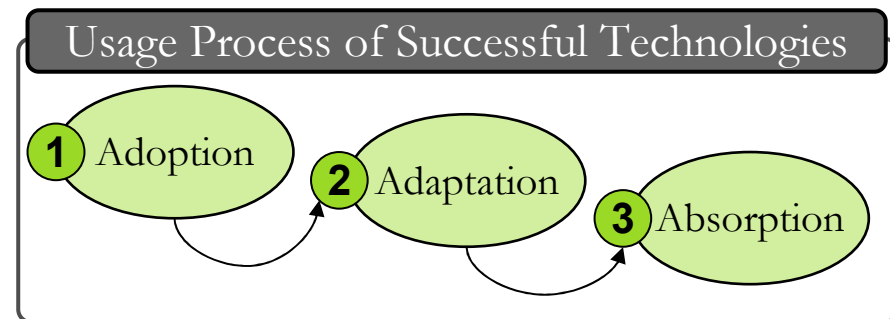 Usage Process of Successful Technologies
1 Adoption
2 Adaptation
3 Absorption